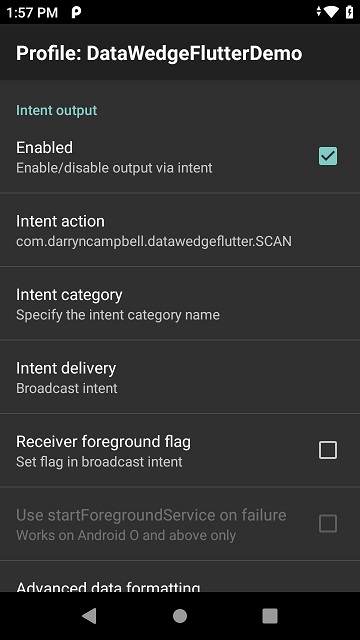 1:57 PM
Profile: DataWedgeFlutterDemo
Intent output
Enabled
Enable/disable output via intent
Intent action
com.darryncampbell.datawedgeflutter.SCAN
Intent category
Specify the intent category name
Intent delivery
Broadcast intent
Receiver foreground flag
Set flag in broadcast intent
Use startForegroundService on failure
Works on Android O and above only
Advanced data formatting